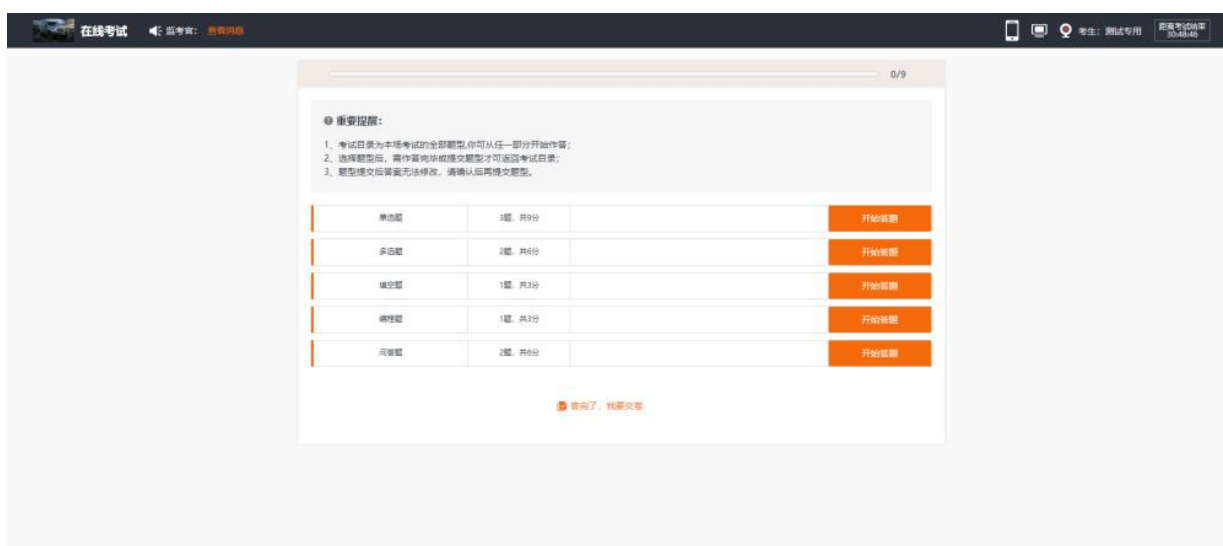 在线考试
监考官： 查看消息
考生：测试专用
距离考试结束
30:48:46
0/9
重要提醒：
1、考试目录为本场考试的全部题型,你可从任一部分开始作答；
2、选择题型后，需作答完毕或提交题型才可返回考试目录；
3、题型提交后答案无法修改，请确认后再提交题型。
单选题 3题，共9分 开始答题
多选题 2题，共6分 开始答题
填空题 1题，共3分 开始答题
编程题 1题，共3分 开始答题
问答题 2题，共6分 开始答题
答完了，我要交卷